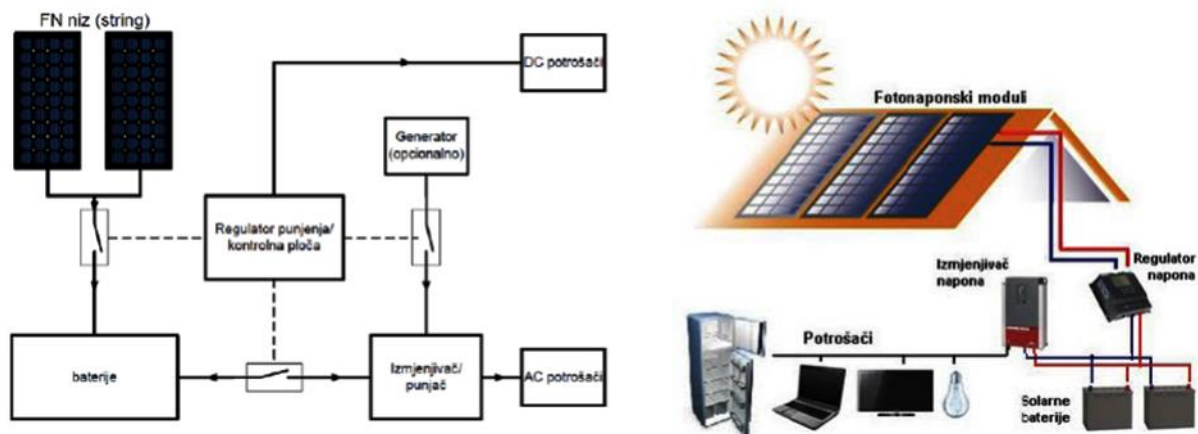 FN niz (string)
DC potrošači
Generator
(opcionalno)
Regulator punjenja/
kontrolna ploča
baterije
Izmjenjivač/
punjač
AC potrošači
Fotonaponski moduli
Izmjenjivač
napona
Regulator
napona
Potrošači
Solarne
baterije